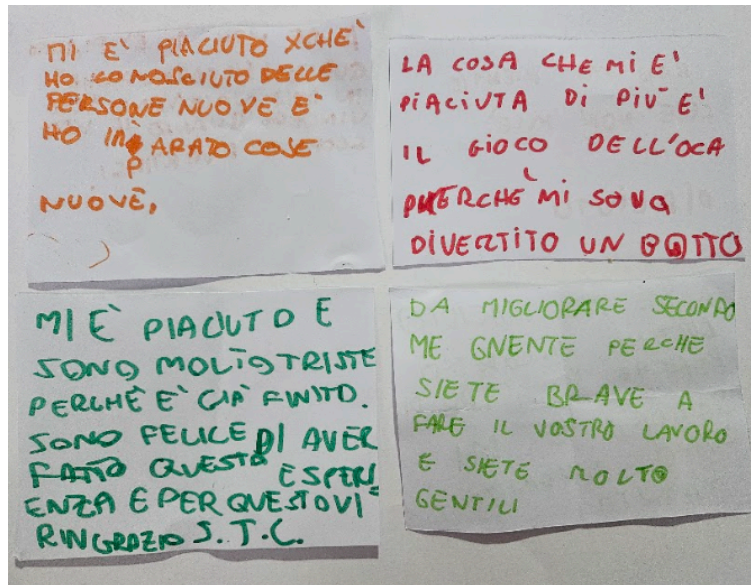 MI E' PIACIUTO XCHE'
HO CONOSCIUTO DELLE
PERSONE NUOVE E'
HO INPARATO COSE
NUOVE,
LA COSA CHE MI E'
PIACIUTA DI PIU' E'
IL GIOCO DELL'OCA
PERCHÈ MI SONO
DIVERTITO UN BOTTO
MI E' PIACIUTO E
SONO MOLTO TRISTE
PERCHÈ E' GIÀ FINITO.
SONO FELICE DI AVER
FATTO QUESTA ESPERI
ENZA E PER QUESTO VI
RINGRAZIO S.T.C.
DA MIGLIORARE SECONDO
ME GNENTE PERCHE
SIETE BRAVE A
FARE IL VOSTRO LAVORO
E SIETE MOLTO
GENTILI